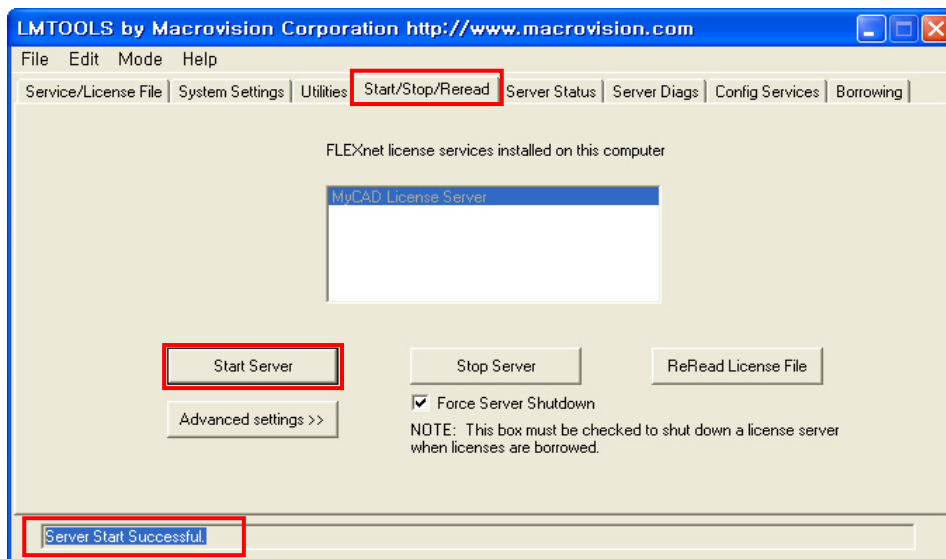 LMTOOLS by Macrovision Corporation http://www.macrovision.com
File Edit Mode Help
Service/License File System Settings Utilities Start/Stop/Reread Server Status Server Diags Config Services Borrowing
FLEXnet license services installed on this computer
MyCAD License Server
Start Server Stop Server ReRead License File
Advanced settings >> Force Server Shutdown
NOTE: This box must be checked to shut down a license server
when licenses are borrowed.
Server Start Successful.